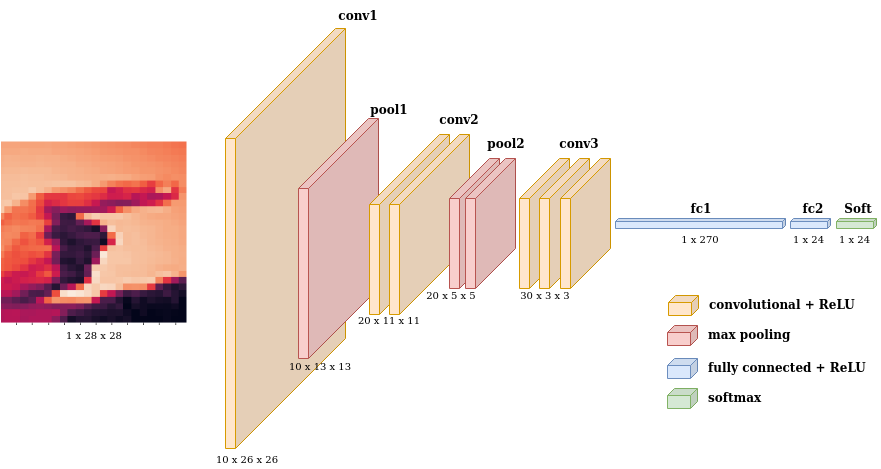 conv1
pool1
conv2
pool2
conv3
fc1
fc2
Soft
1 x 28 x 28
10 x 26 x 26
10 x 13 x 13
20 x 11 x 11
20 x 5 x 5
30 x 3 x 3
1 x 270
1 x 24
1 x 24
convolutional + ReLU
max pooling
fully connected + ReLU
softmax